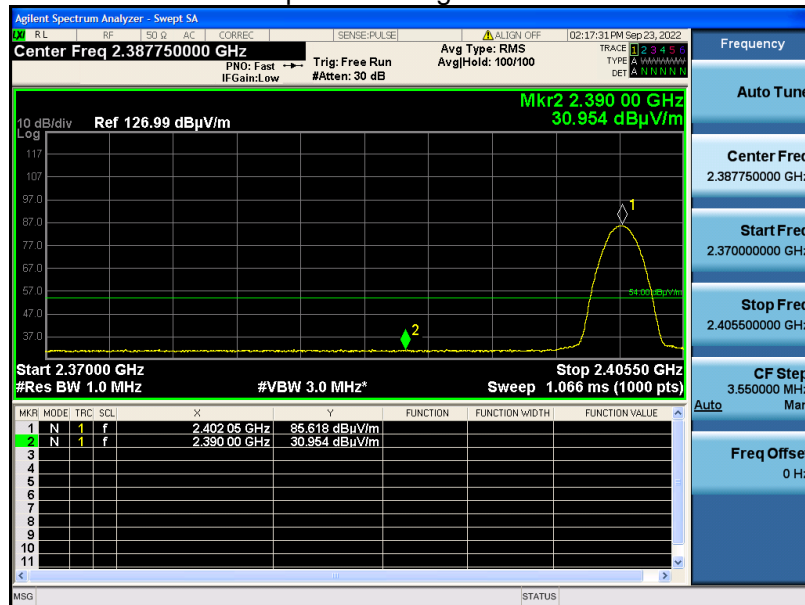 Agilent Spectrum Analyzer - Swept SA
RL RF 50 Ω AC CORREC SENSE:PULSE ALIGN OFF 02:17:31 PM Sep 23, 2022
Center Freq 2.387750000 GHz
PNO: Fast
IFGain:Low
Trig: Free Run
#Atten: 30 dB
Avg Type: RMS
Avg|Hold: 100/100
TRACE 1 2 3 4 5 6
TYPE A WWWWW
DET A N N N N N
Mkr2 2.390 00 GHz
30.954 dBµV/m
10 dB/div Ref 126.99 dBµV/m
Log
117
107
97.0
87.0
77.0
67.0
57.0
47.0
37.0
1
54.00 dBµV/m
2
Start 2.37000 GHz Stop 2.40550 GHz
#Res BW 1.0 MHz #VBW 3.0 MHz* Sweep 1.066 ms (1000 pts)
MKR MODE TRC SCL X Y FUNCTION FUNCTION WIDTH FUNCTION VALUE
1 N 1 f 2.402 05 GHz 85.618 dBµV/m
2 N 1 f 2.390 00 GHz 30.954 dBµV/m
3
4
5
6
7
8
9
10
11
MSG STATUS
Frequency
Auto Tune
Center Freq
2.387750000 GHz
Start Freq
2.370000000 GHz
Stop Freq
2.405500000 GHz
CF Step
3.550000 MHz
Auto Man
Freq Offset
0 Hz